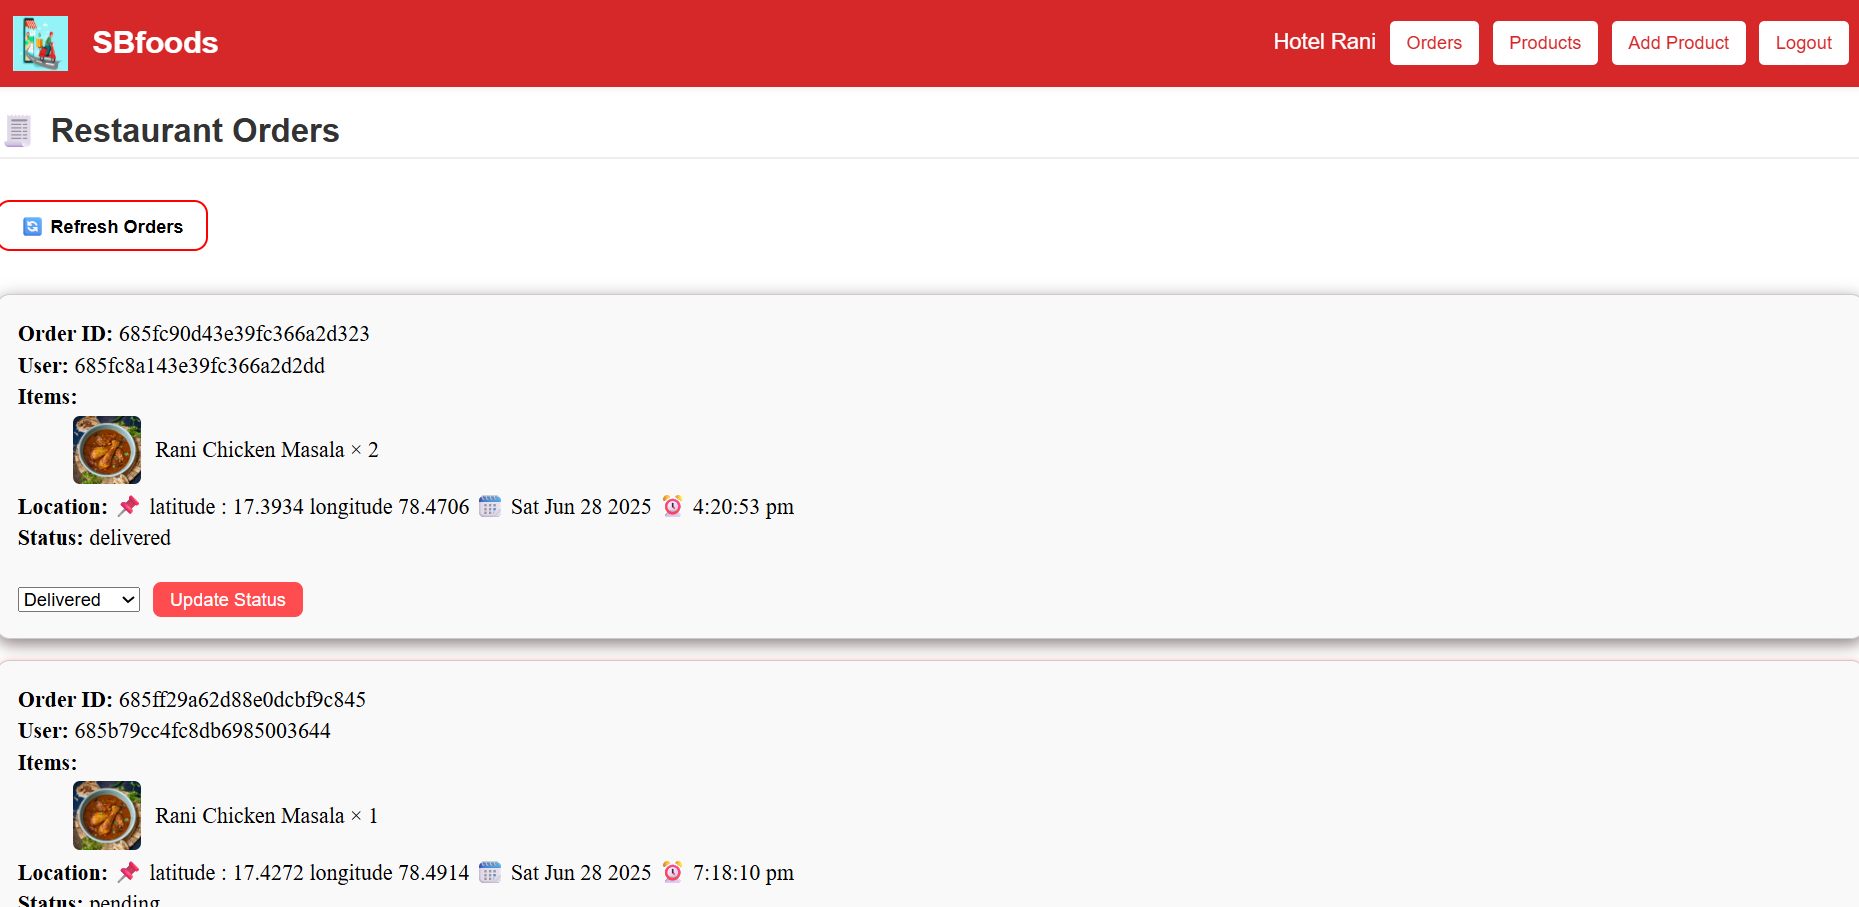 SBfoods
Hotel Rani Orders Products Add Product Logout
Restaurant Orders
Refresh Orders
Order ID: 685fc90d43e39fc366a2d323
User: 685fc8a143e39fc366a2d2dd
Items:
Rani Chicken Masala × 2
Location: 📌 latitude : 17.3934 longitude 78.4706 🗓️ Sat Jun 28 2025 ⏰ 4:20:53 pm
Status: delivered
Delivered Update Status
Order ID: 685ff29a62d88e0dcbf9c845
User: 685b79cc4fc8db6985003644
Items:
Rani Chicken Masala × 1
Location: 📌 latitude : 17.4272 longitude 78.4914 🗓️ Sat Jun 28 2025 ⏰ 7:18:10 pm
Status: pending